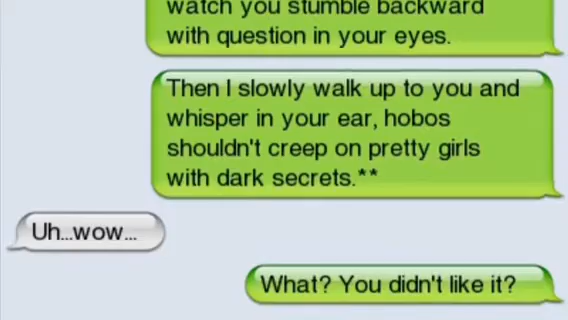 watch you stumble backward
with question in your eyes.
Then I slowly walk up to you and
whisper in your ear, hobos
shouldn't creep on pretty girls
with dark secrets.**
Uh...wow...
What? You didn't like it?